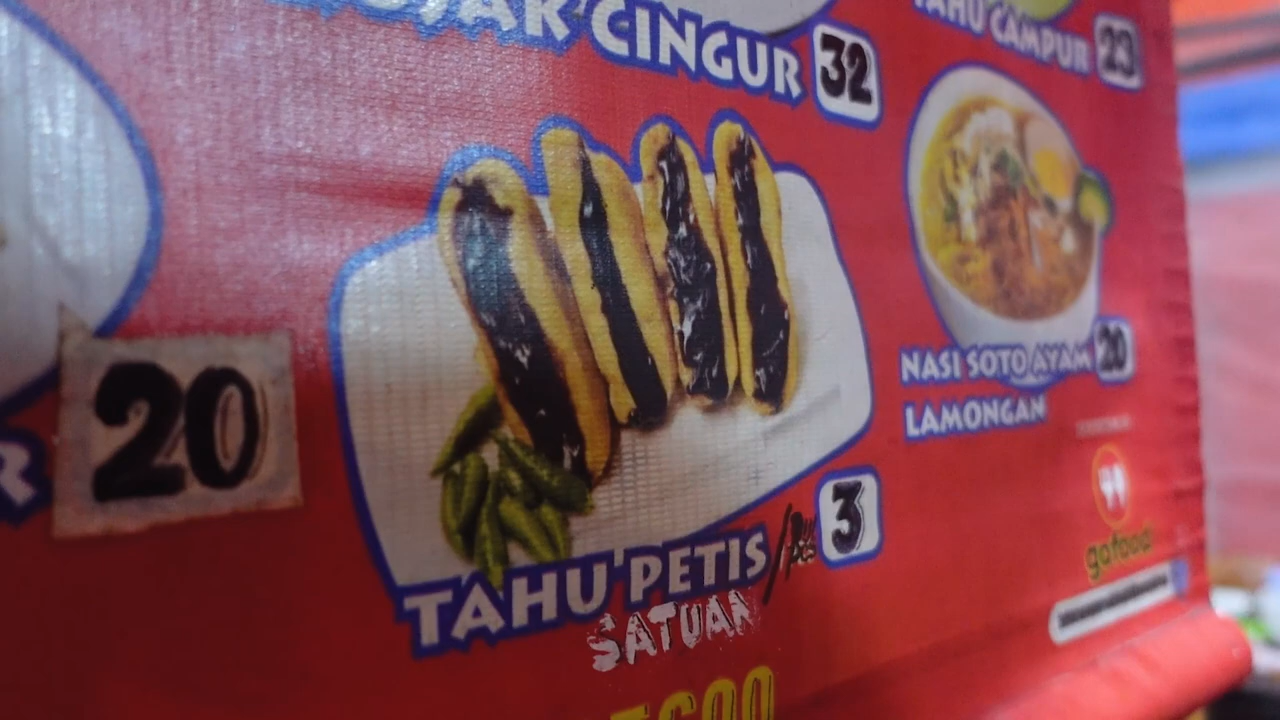 CINGUR 32
TAHU CAMPUR 23
20
NASI SOTO AYAM 20
LAMONGAN
TAHU PETIS 3
SATUAN
gofood